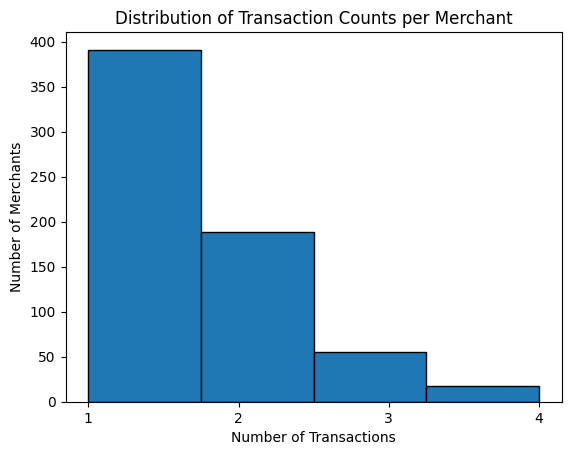 Distribution of Transaction Counts per Merchant
400
350
300
250
200
150
100
50
0
Number of Merchants
1 2 3 4
Number of Transactions